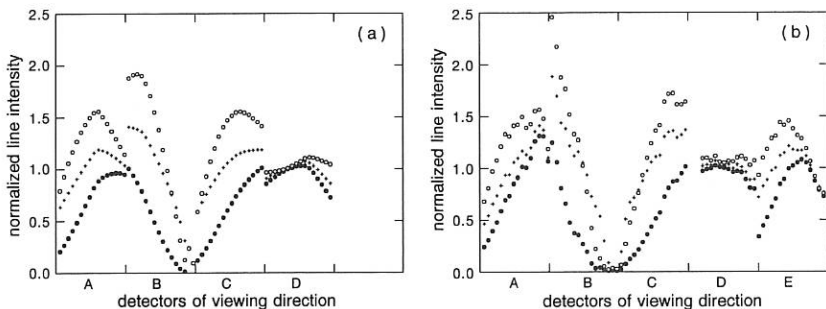 2.5
2.0
1.5
1.0
0.5
0.0
normalized line intensity
(a)
A B C D
detectors of viewing direction
2.5
2.0
1.5
1.0
0.5
0.0
normalized line intensity
(b)
A B C D E
detectors of viewing direction